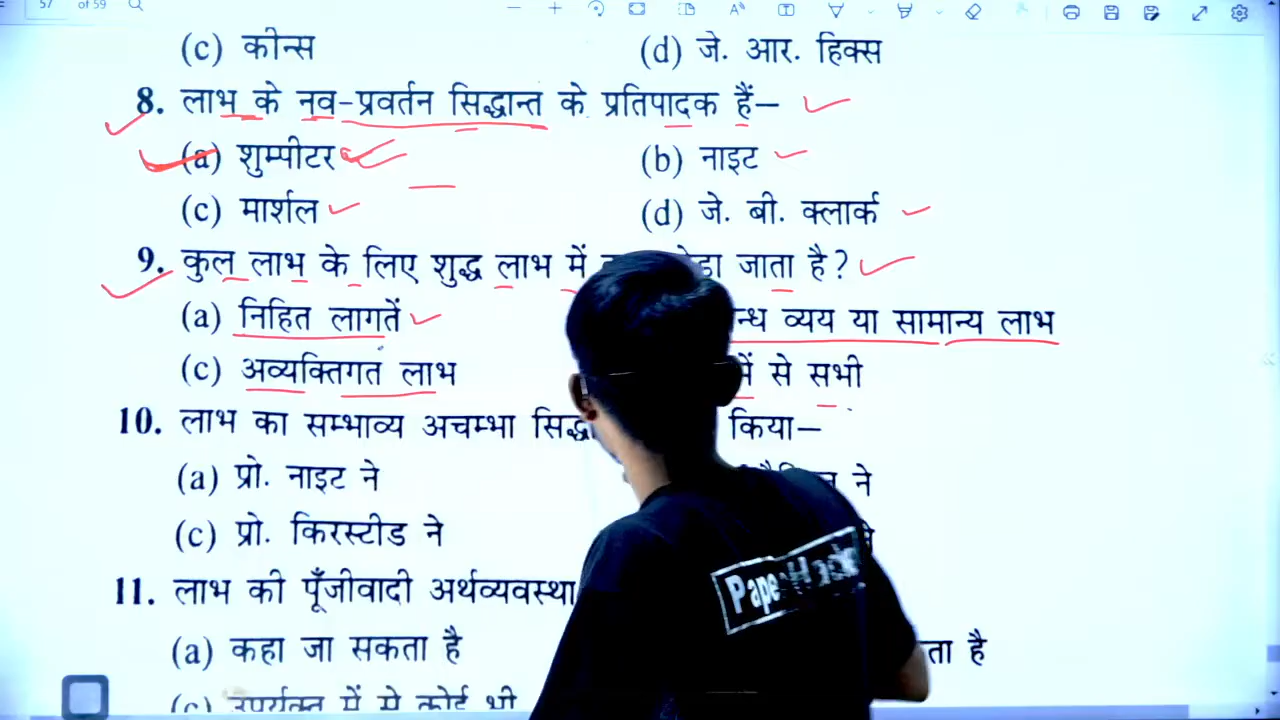 57 of 59
(c) कीन्स (d) जे. आर. हिक्स
8. लाभ के नव-प्रवर्तन सिद्धान्त के प्रतिपादक हैं—
(a) शुम्पीटर (b) नाइट
(c) मार्शल (d) जे. बी. क्लार्क
9. कुल लाभ के लिए शुद्ध लाभ में जाता है?
(a) निहित लागतें व्यय या सामान्य लाभ
(c) अव्यक्तिगत लाभ में से सभी
10. लाभ का सम्भाव्य अचम्भा किया—
(a) प्रो. नाइट ने ने
(c) प्रो. किरस्टीड ने
11. लाभ की पूँजीवादी अर्थव्यवस्था
(a) कहा जा सकता है है